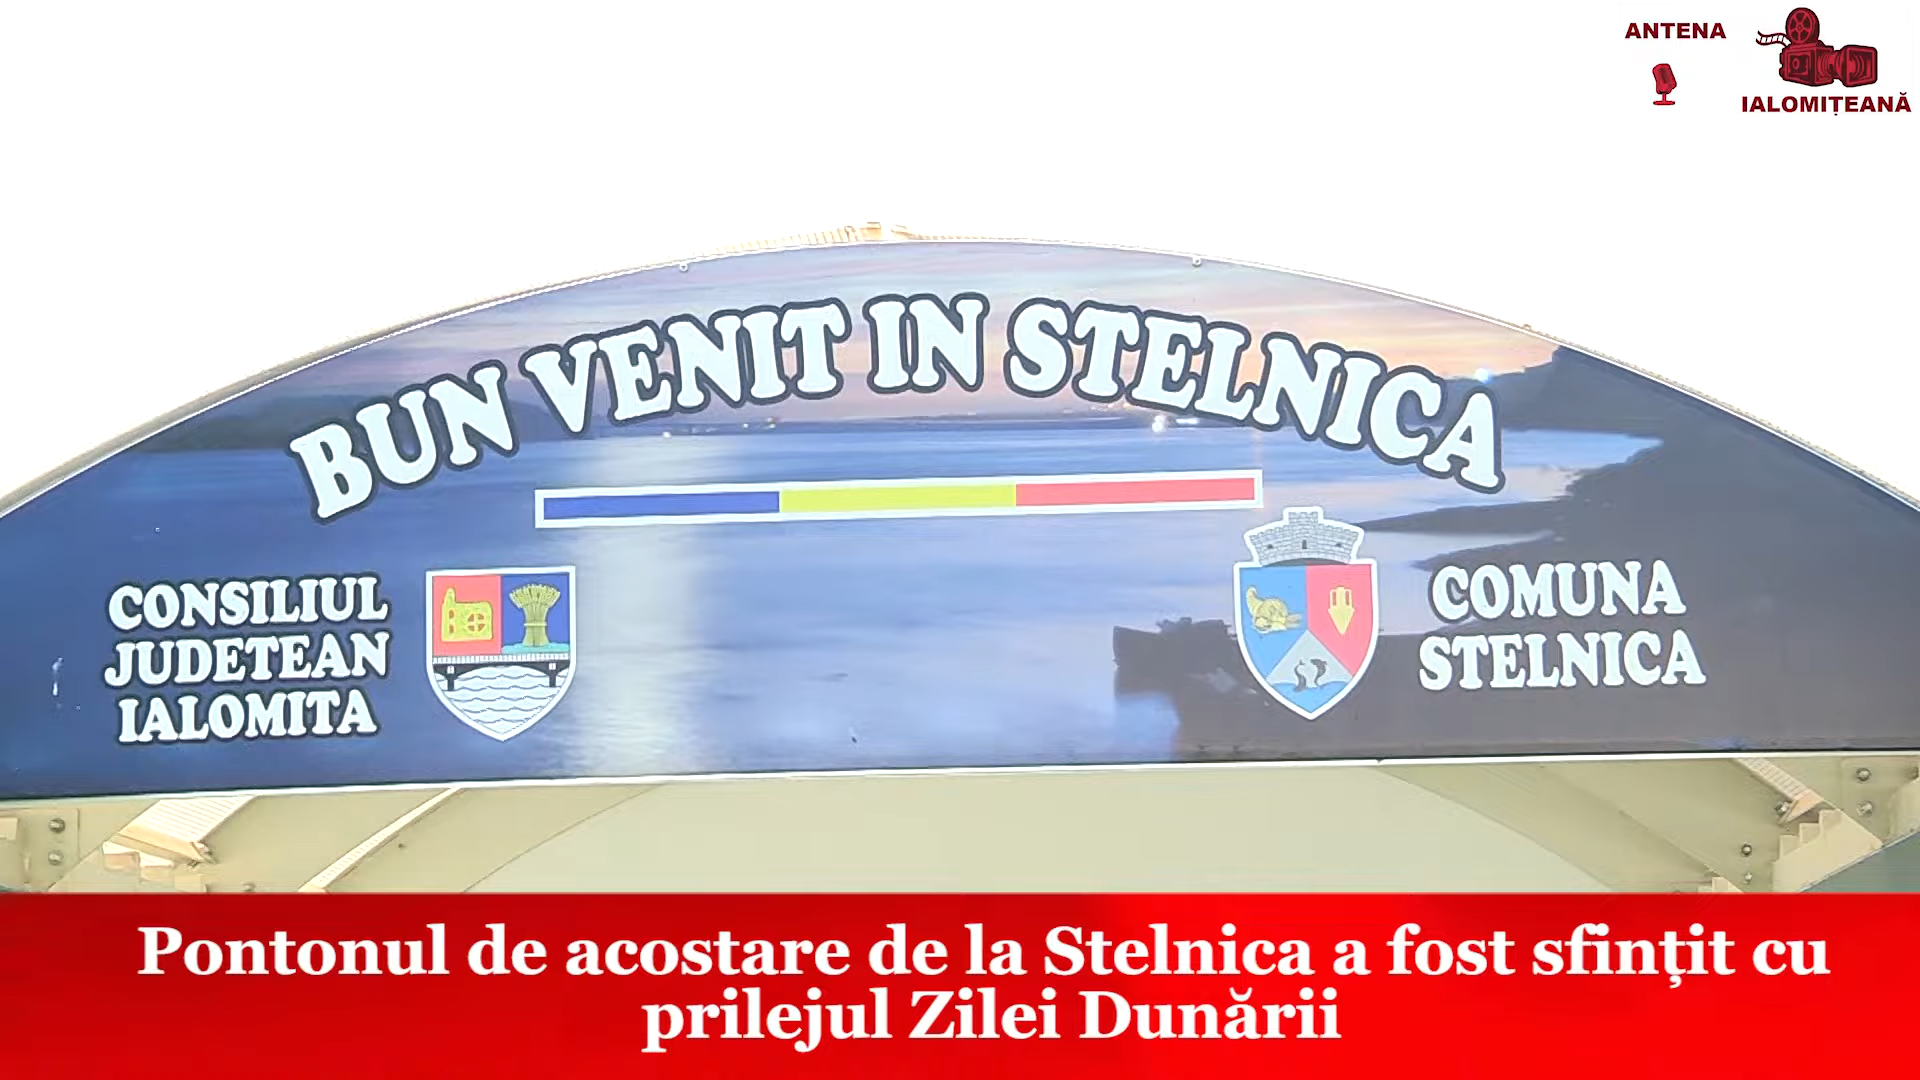 ANTENA
IALOMIȚEANĂ
BUN VENIT IN STELNICA
CONSILIUL
JUDETEAN
IALOMITA
COMUNA
STELNICA
Pontonul de acostare de la Stelnica a fost sfințit cu
prilejul Zilei Dunării